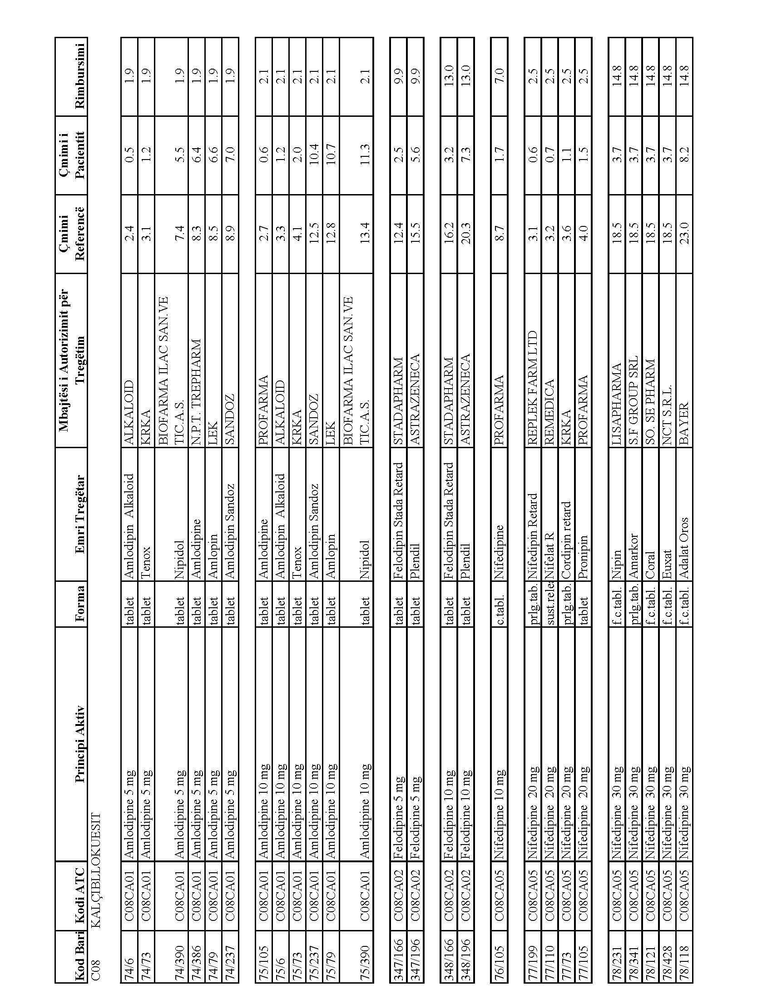 Kod Bari Kodi ATC Principi Aktiv Forma Emri Tregëtar Mbajtësi i Autorizimit për Tregëtim Çmimi Referencë Çmimi i Pacientit Rimbursimi
C08 KALÇIBLLOKUESIT
74/6 C08CA01 Amlodipine 5 mg tablet Amlodipin Alkaloid ALKALOID 2.4 0.5 1.9
74/73 C08CA01 Amlodipine 5 mg tablet Tenox KRKA 3.1 1.2 1.9
74/390 C08CA01 Amlodipine 5 mg tablet Nipidol BIOFARMA ILAC SAN.VE TIC.A.S. 7.4 5.5 1.9
74/386 C08CA01 Amlodipine 5 mg tablet Amlodipine N.P.T. TREPHARM 8.3 6.4 1.9
74/79 C08CA01 Amlodipine 5 mg tablet Amlopin LEK 8.5 6.6 1.9
74/237 C08CA01 Amlodipine 5 mg tablet Amlodipin Sandoz SANDOZ 8.9 7.0 1.9
75/105 C08CA01 Amlodipine 10 mg tablet Amlodipine PROFARMA 2.7 0.6 2.1
75/6 C08CA01 Amlodipine 10 mg tablet Amlodipin Alkaloid ALKALOID 3.3 1.2 2.1
75/73 C08CA01 Amlodipine 10 mg tablet Tenox KRKA 4.1 2.0 2.1
75/237 C08CA01 Amlodipine 10 mg tablet Amlodipin Sandoz SANDOZ 12.5 10.4 2.1
75/79 C08CA01 Amlodipine 10 mg tablet Amlopin LEK 12.8 10.7 2.1
75/390 C08CA01 Amlodipine 10 mg tablet Nipidol BIOFARMA ILAC SAN.VE TIC.A.S. 13.4 11.3 2.1
347/166 C08CA02 Felodipine 5 mg tablet Felodipin Stada Retard STADAPHARM 12.4 2.5 9.9
347/196 C08CA02 Felodipine 5 mg tablet Plendil ASTRAZENECA 15.5 5.6 9.9
348/166 C08CA02 Felodipine 10 mg tablet Felodipin Stada Retard STADAPHARM 16.2 3.2 13.0
348/196 C08CA02 Felodipine 10 mg tablet Plendil ASTRAZENECA 20.3 7.3 13.0
76/105 C08CA05 Nifedipine 10 mg c.tabl. Nifedipine PROFARMA 8.7 1.7 7.0
77/199 C08CA05 Nifedipine 20 mg prlg.tab. Nifedipin Retard REPLEK FARM LTD 3.1 0.6 2.5
77/110 C08CA05 Nifedipine 20 mg sust.rele Nifelat R REMEDICA 3.2 0.7 2.5
77/73 C08CA05 Nifedipine 20 mg prlg.tab. Cordipin retard KRKA 3.6 1.1 2.5
77/105 C08CA05 Nifedipine 20 mg tablet Pronipin PROFARMA 4.0 1.5 2.5
78/231 C08CA05 Nifedipine 30 mg f.c.tabl. Nipin LISAPHARMA 18.5 3.7 14.8
78/341 C08CA05 Nifedipine 30 mg prlg.tab. Amarkor S.F GROUP SRL 18.5 3.7 14.8
78/121 C08CA05 Nifedipine 30 mg f.c.tabl. Coral SO. SE PHARM 18.5 3.7 14.8
78/428 C08CA05 Nifedipine 30 mg f.c.tabl. Euxat NCT S.R.L. 18.5 3.7 14.8
78/118 C08CA05 Nifedipine 30 mg f.c.tabl. Adalat Oros BAYER 23.0 8.2 14.8